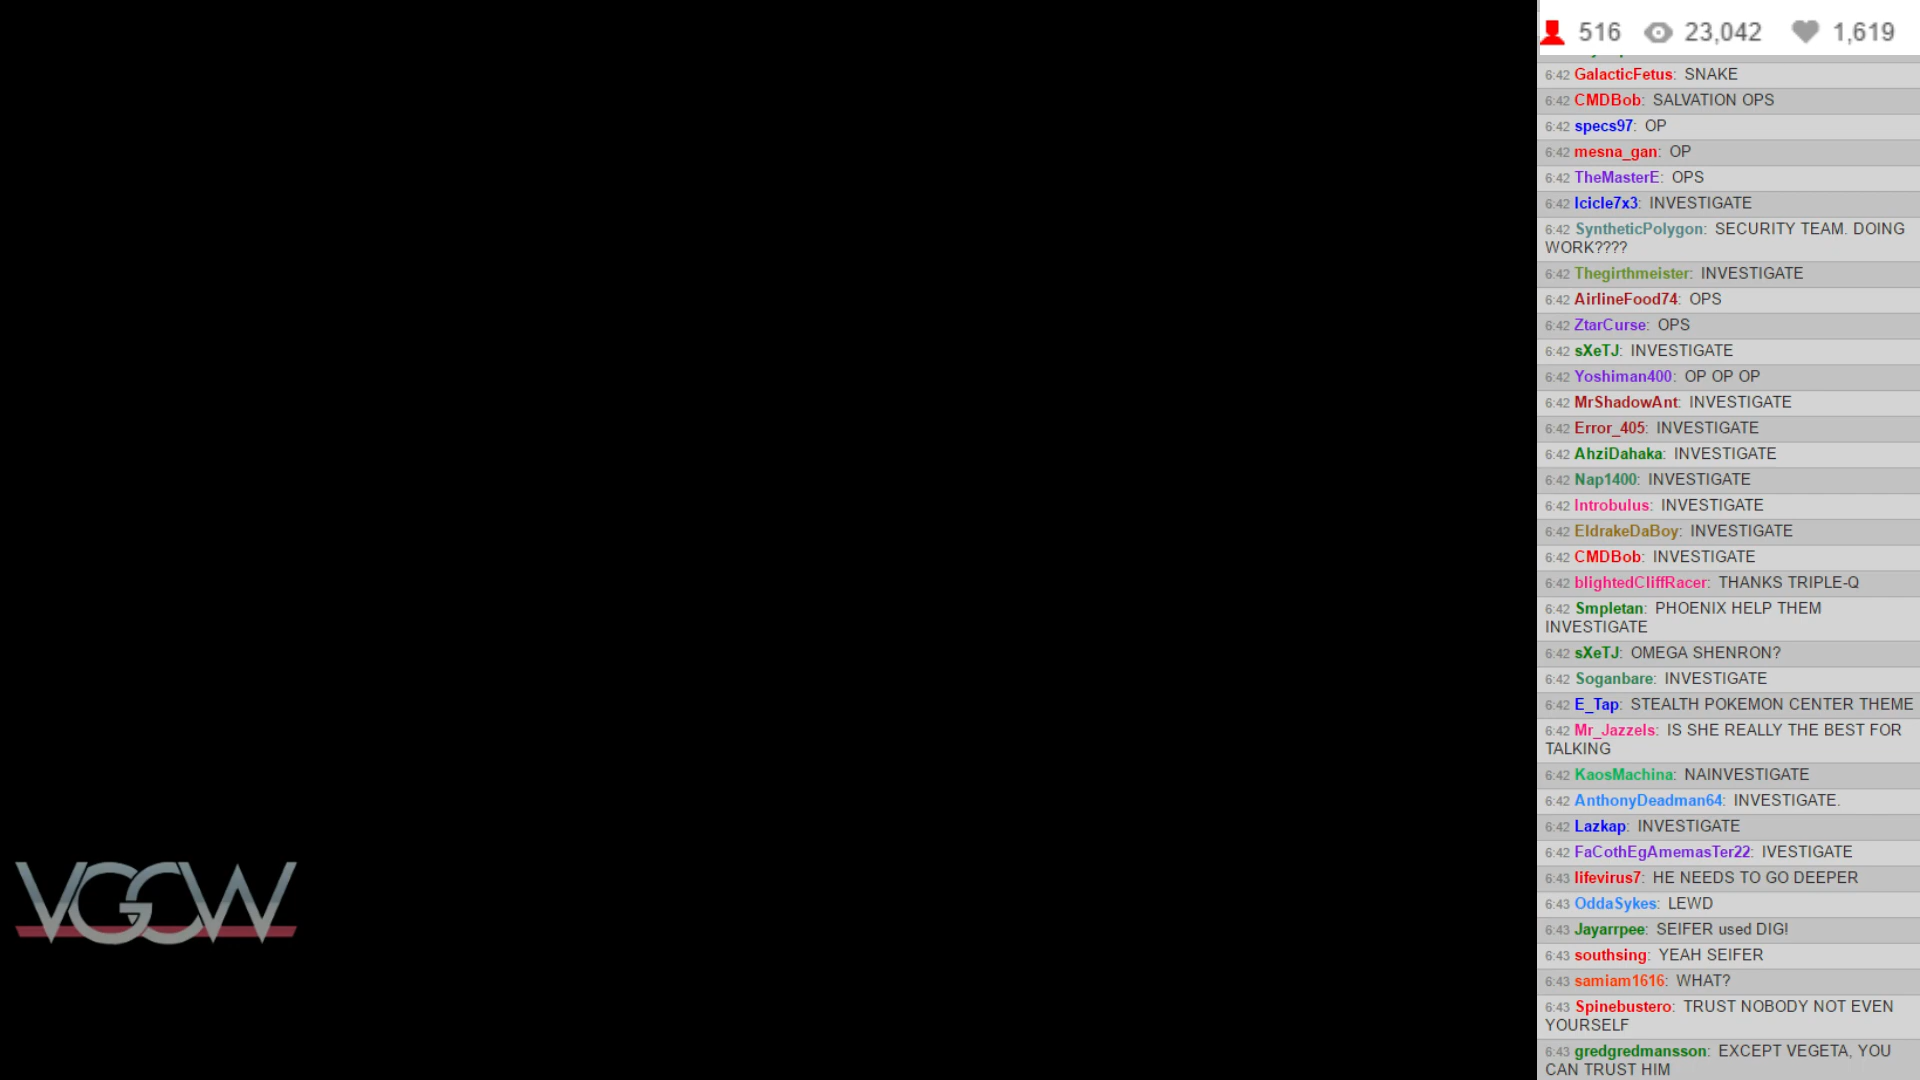 516 23,042 1,619
6:42 GalacticFetus: SNAKE
6:42 CMDBob: SALVATION OPS
6:42 specs97: OP
6:42 mesna_gan: OP
6:42 TheMasterE: OPS
6:42 Icicle7x3: INVESTIGATE
6:42 SyntheticPolygon: SECURITY TEAM. DOING
WORK????
6:42 Thegirthmeister: INVESTIGATE
6:42 AirlineFood74: OPS
6:42 ZtarCurse: OPS
6:42 sXeTJ: INVESTIGATE
6:42 Yoshiman400: OP OP OP
6:42 MrShadowAnt: INVESTIGATE
6:42 Error_405: INVESTIGATE
6:42 AhziDahaka: INVESTIGATE
6:42 Nap1400: INVESTIGATE
6:42 Introbulus: INVESTIGATE
6:42 EldrakeDaBoy: INVESTIGATE
6:42 CMDBob: INVESTIGATE
6:42 blightedCliffRacer: THANKS TRIPLE-Q
6:42 Smpletan: PHOENIX HELP THEM
INVESTIGATE
6:42 sXeTJ: OMEGA SHENRON?
6:42 Soganbare: INVESTIGATE
6:42 E_Tap: STEALTH POKEMON CENTER THEME
6:42 Mr_Jazzels: IS SHE REALLY THE BEST FOR
TALKING
6:42 KaosMachina: NAINVESTIGATE
6:42 AnthonyDeadman64: INVESTIGATE.
6:42 Lazkap: INVESTIGATE
6:42 FaCothEgAmemasTer22: IVESTIGATE
6:43 lifevirus7: HE NEEDS TO GO DEEPER
6:43 OddaSykes: LEWD
6:43 Jayarrpee: SEIFER used DIG!
6:43 southsing: YEAH SEIFER
6:43 samiam1616: WHAT?
6:43 Spinebustero: TRUST NOBODY NOT EVEN
YOURSELF
6:43 gredgredmansson: EXCEPT VEGETA, YOU
CAN TRUST HIM
VGCW